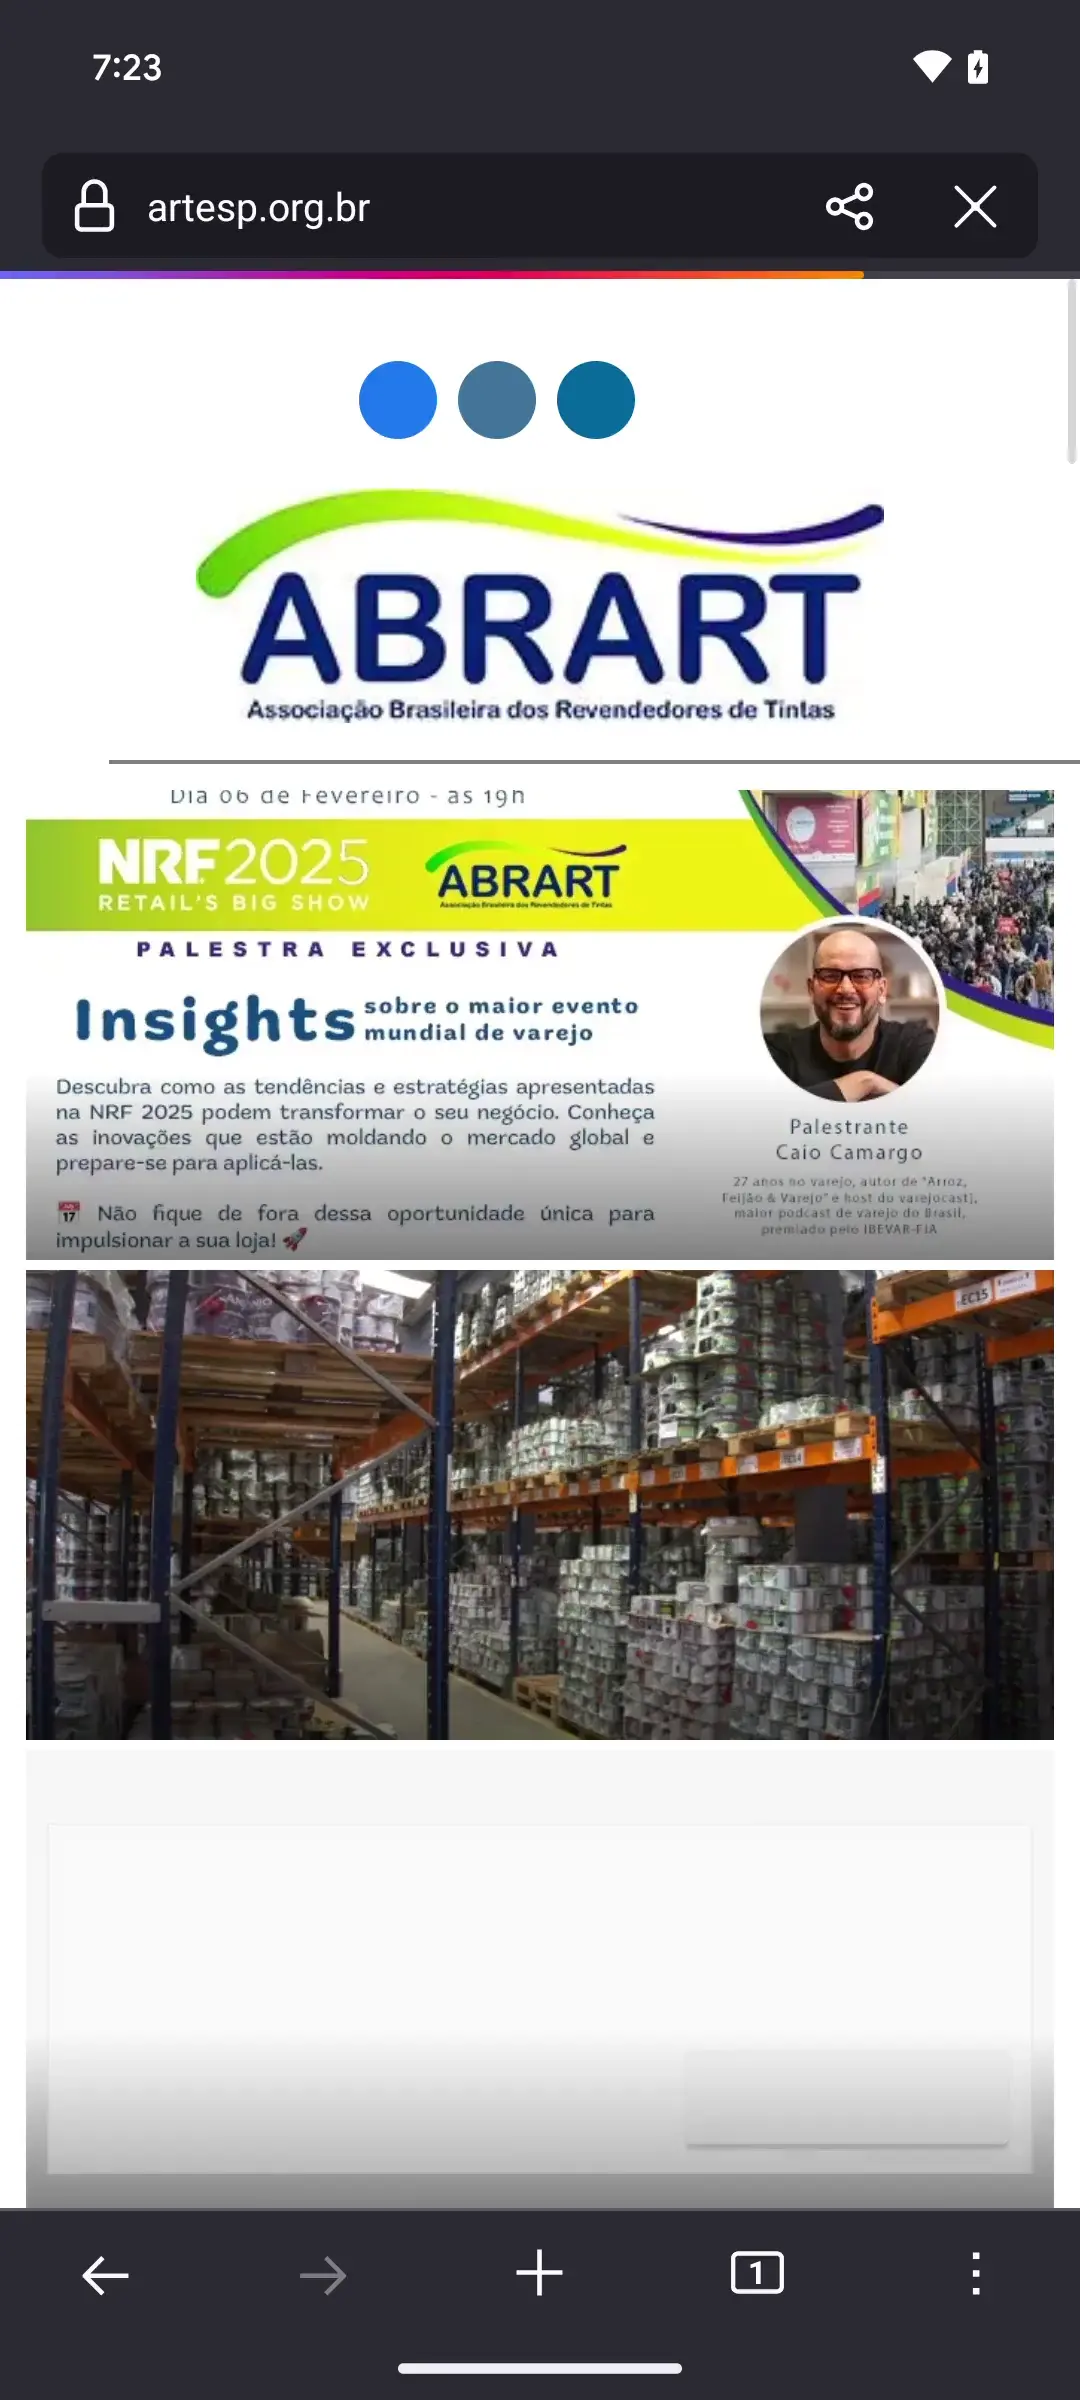 7:23
artesp.org.br
ABRART
Associação Brasileira dos Revendedores de Tintas
Dia 06 de Fevereiro - às 19h
NRF 2025
RETAIL'S BIG SHOW
ABRART
Associação Brasileira dos Revendedores de Tintas
PALESTRA EXCLUSIVA
Insights sobre o maior evento
mundial de varejo
Descubra como as tendências e estratégias apresentadas
na NRF 2025 podem transformar o seu negócio. Conheça
as inovações que estão moldando o mercado global e
prepare-se para aplicá-las.
17 Não fique de fora dessa oportunidade única para
impulsionar a sua loja! 🚀
Palestrante
Caio Camargo
27 anos no varejo, autor de "Arroz,
Feijão & Varejo" e host do varejocast,
maior podcast de varejo do Brasil,
premiado pelo IBEVAR-FIA
EC15
1